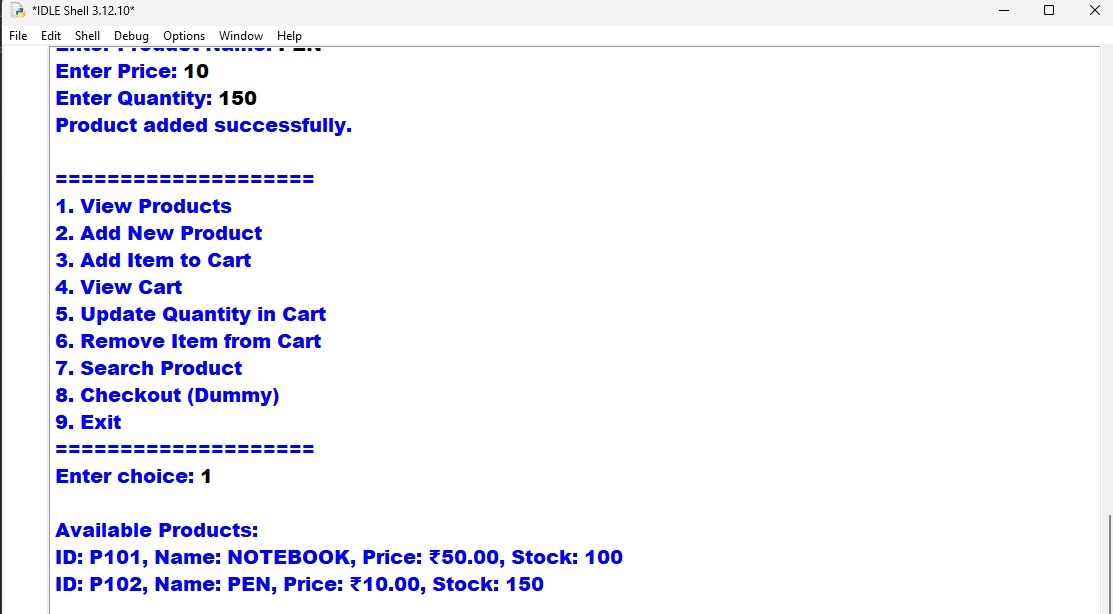 *IDLE Shell 3.12.10*
File Edit Shell Debug Options Window Help
Enter Product Name: PEN
Enter Price: 10
Enter Quantity: 150
Product added successfully.
====================
1. View Products
2. Add New Product
3. Add Item to Cart
4. View Cart
5. Update Quantity in Cart
6. Remove Item from Cart
7. Search Product
8. Checkout (Dummy)
9. Exit
====================
Enter choice: 1
Available Products:
ID: P101, Name: NOTEBOOK, Price: ₹50.00, Stock: 100
ID: P102, Name: PEN, Price: ₹10.00, Stock: 150